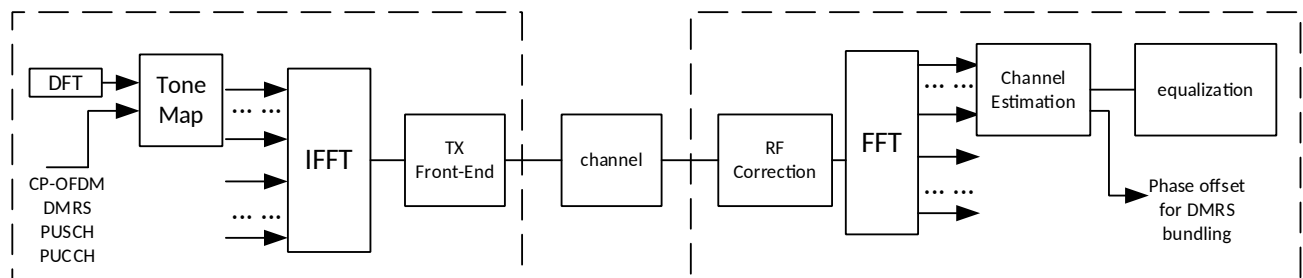 DFT
Tone
Map
... ...
... ...
CP-OFDM
DMRS
PUSCH
PUCCH
IFFT
TX
Front-End
channel
RF
Correction
FFT
... ...
... ...
Channel
Estimation
equalization
Phase offset
for DMRS
bundling